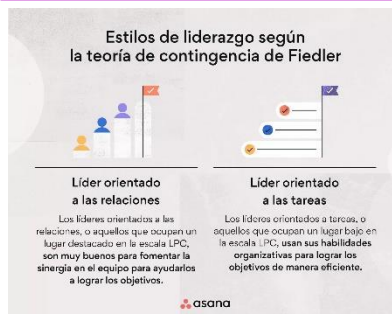 Estilos de liderazgo según
la teoría de contingencia de Fiedler
Líder orientado
a las relaciones
Los líderes orientados a las
relaciones, o aquellos que ocupan un
lugar destacado en la escala LPC,
son muy buenos para fomentar la
sinergia en el equipo para ayudarlos
a lograr los objetivos.
Líder orientado
a las tareas
Los líderes orientados a tareas, o
aquellos que ocupan un lugar bajo en
la escala LPC, usan sus habilidades
organizativas para lograr los
objetivos de manera eficiente.
asana